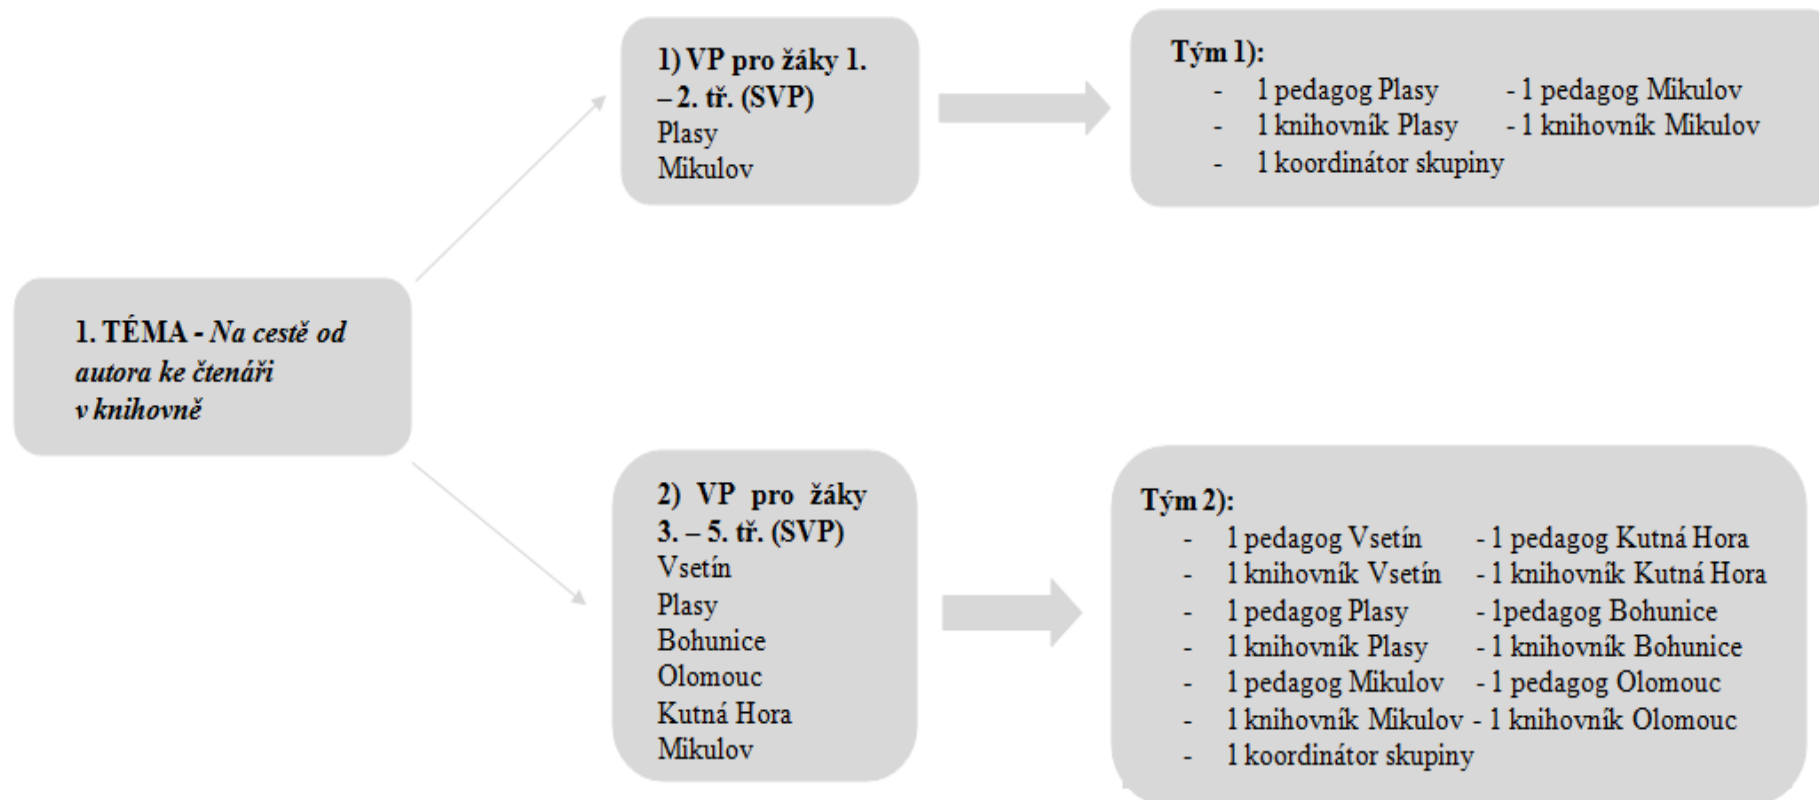 1) VP pro žáky 1.
– 2. tř. (SVP)
Plasy
Mikulov
Tým 1):
- 1 pedagog Plasy - 1 pedagog Mikulov
- 1 knihovník Plasy - 1 knihovník Mikulov
- 1 koordinátor skupiny
1. TÉMA - Na cestě od
autora ke čtenáři
v knihovně
2) VP pro žáky
3. – 5. tř. (SVP)
Vsetín
Plasy
Bohunice
Olomouc
Kutná Hora
Mikulov
Tým 2):
- 1 pedagog Vsetín - 1 pedagog Kutná Hora
- 1 knihovník Vsetín - 1 knihovník Kutná Hora
- 1 pedagog Plasy - 1pedagog Bohunice
- 1 knihovník Plasy - 1 knihovník Bohunice
- 1 pedagog Mikulov - 1 pedagog Olomouc
- 1 knihovník Mikulov - 1 knihovník Olomouc
- 1 koordinátor skupiny